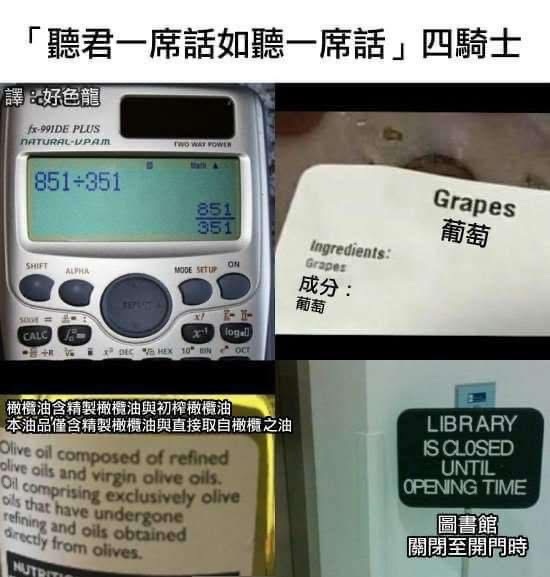 「聽君一席話如聽一席話」四騎士
譯：好色龍
fx-991DE PLUS
NATURAL-V.P.A.M.
TWO WAY POWER
Math ▲
851÷351
851
351
SHIFT
ALPHA
MODE SETUP
ON
REPLAY
SOLVE =
x!
CALC
x⁻¹
log
DEC
HEX
BIN
OCT
Grapes
葡萄
Ingredients:
Grapes
成分：
葡萄
橄欖油含精製橄欖油與初榨橄欖油
本油品僅含精製橄欖油與直接取自橄欖之油
Olive oil composed of refined
olive oils and virgin olive oils.
Oil comprising exclusively olive
oils that have undergone
refining and oils obtained
directly from olives.
LIBRARY
IS CLOSED
UNTIL
OPENING TIME
圖書館
關閉至開門時